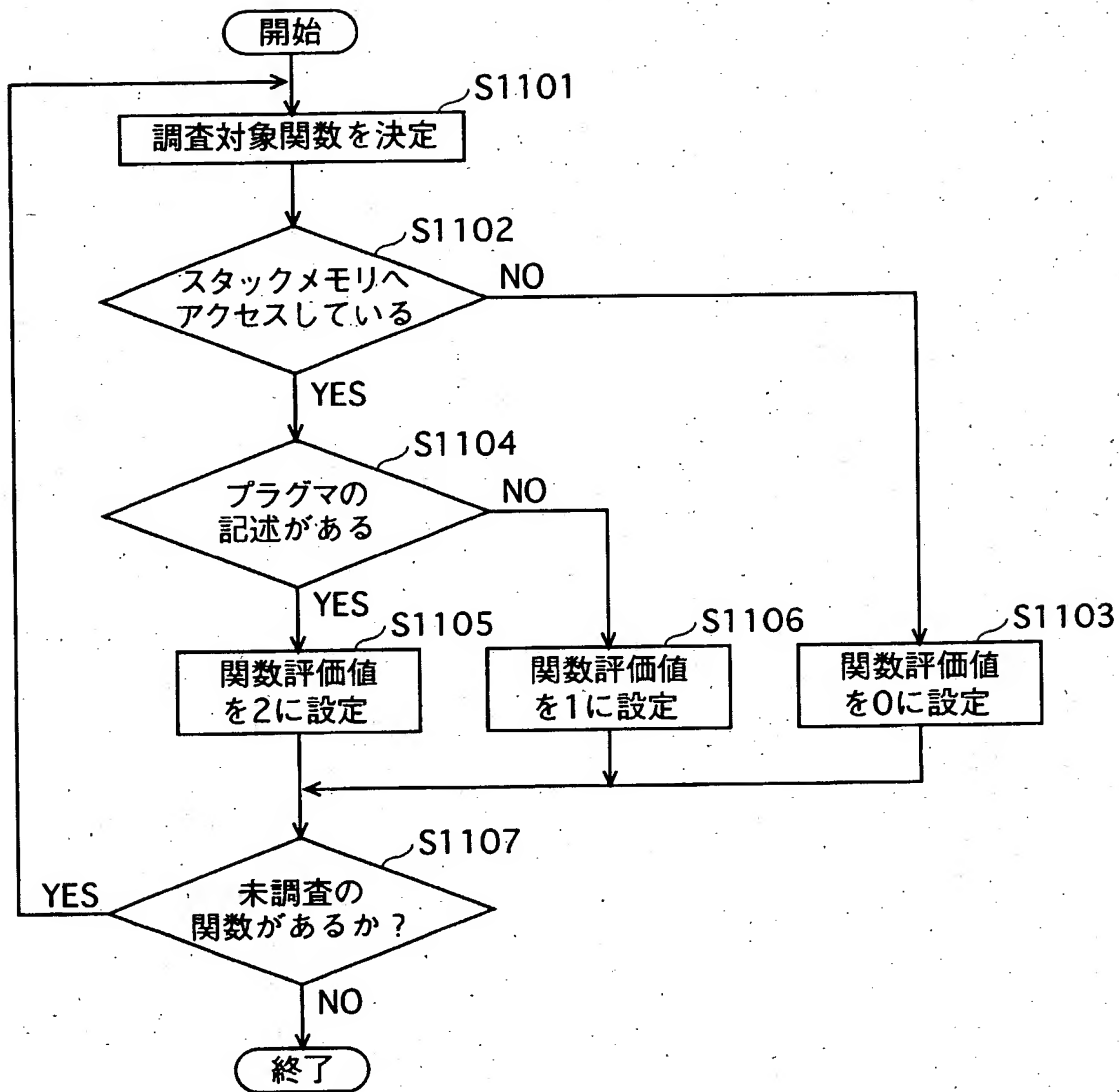 開始
S1101
調査対象関数を決定
S1102
スタックメモリへ
アクセスしている
NO
YES
S1104
プラグマの
記述がある
NO
YES
S1105
関数評価値
を2に設定
S1106
関数評価値
を1に設定
S1103
関数評価値
を0に設定
S1107
未調査の
関数があるか?
YES
NO
終了